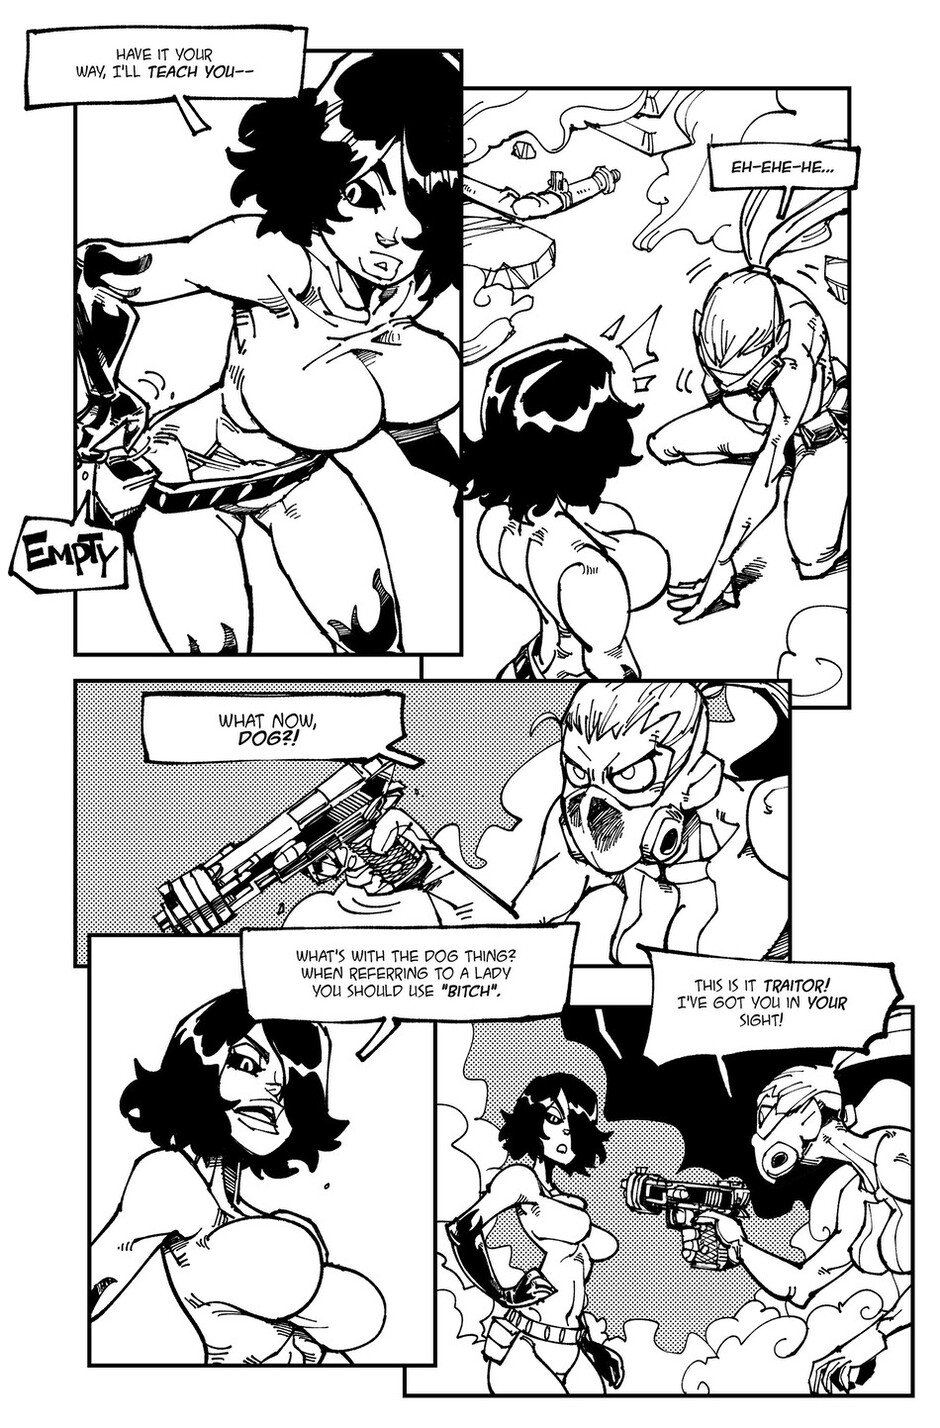 HAVE IT YOUR
WAY, I'LL TEACH YOU--
EMPTY
EH-EHE-HE...
WHAT NOW,
DOG?!
WHAT'S WITH THE DOG THING?
WHEN REFERRING TO A LADY
YOU SHOULD USE "BITCH".
THIS IS IT TRAITOR!
I'VE GOT YOU IN YOUR
SIGHT!